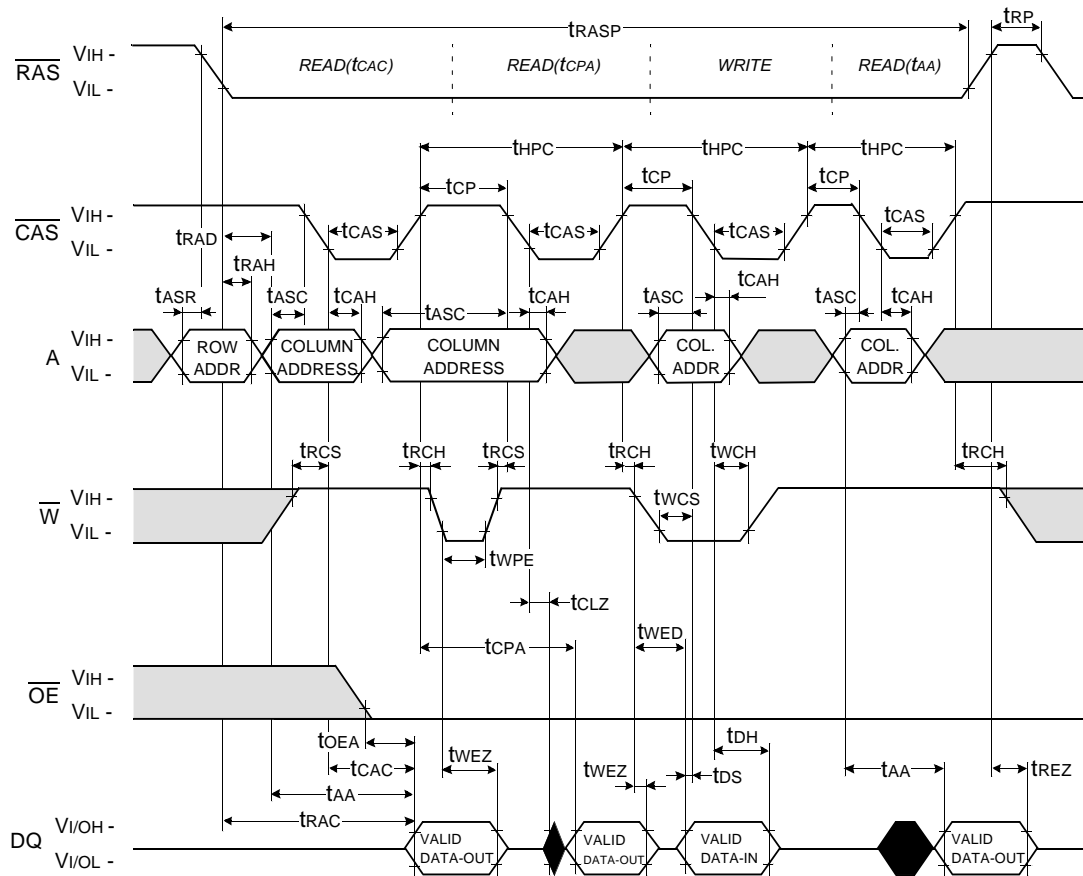 tRASP
tRP
RAS
VIH -
VIL -
READ(tCAC)
READ(tCPA)
WRITE
READ(tAA)
tHPC
tHPC
tHPC
tCP
tCP
tCP
CAS
VIH -
VIL -
tCAS
tCAS
tCAS
tCAS
tRAD
tRAH
tASR
tASC
tCAH
tASC
tCAH
tASC
tCAH
tASC
tCAH
A
VIH -
VIL -
ROW
ADDR
COLUMN
ADDRESS
COLUMN
ADDRESS
COL.
ADDR
COL.
ADDR
tRCS
tRCH
tRCS
tRCH
tWCH
tRCH
W
VIH -
VIL -
tWCS
tWPE
tCLZ
tCPA
tWED
OE
VIH -
VIL -
tOEA
tCAC
tAA
tRAC
tWEZ
tWEZ
tDH
tDS
tAA
tREZ
DQ
VI/OH -
VI/OL -
VALID
DATA-OUT
VALID
DATA-OUT
VALID
DATA-IN
VALID
DATA-OUT